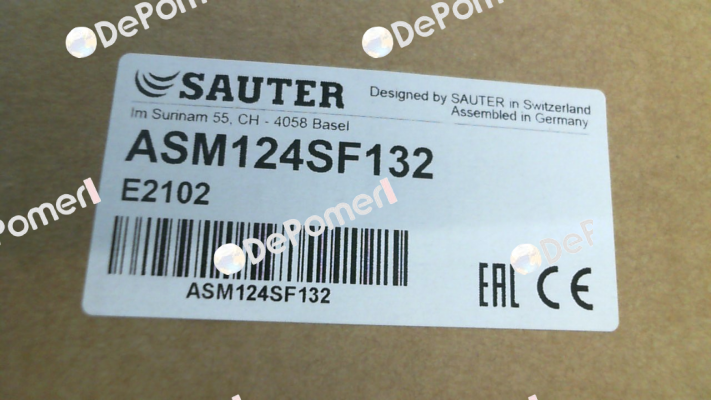 DePomerl
DePomerl
SAUTER
Designed by SAUTER in Switzerland
Assembled in Germany
Im Surinam 55, CH - 4058 Basel
ASM124SF132
E2102
DePomerl
DePomerl
DeF
ASM124SF132
EAC CE